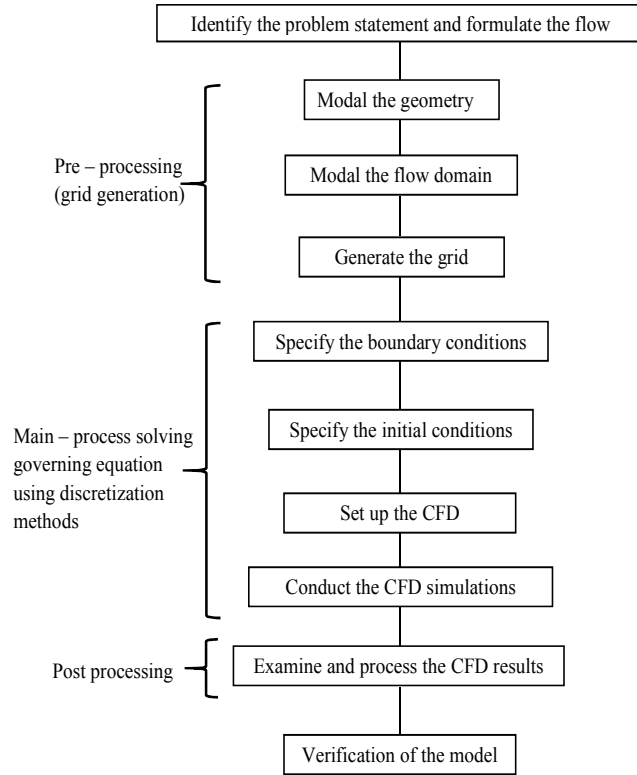 Identify the problem statement and formulate the flow
Modal the geometry
Pre – processing
(grid generation)
Modal the flow domain
Generate the grid
Specify the boundary conditions
Main – process solving
governing equation
using discretization
methods
Specify the initial conditions
Set up the CFD
Conduct the CFD simulations
Post processing
Examine and process the CFD results
Verification of the model